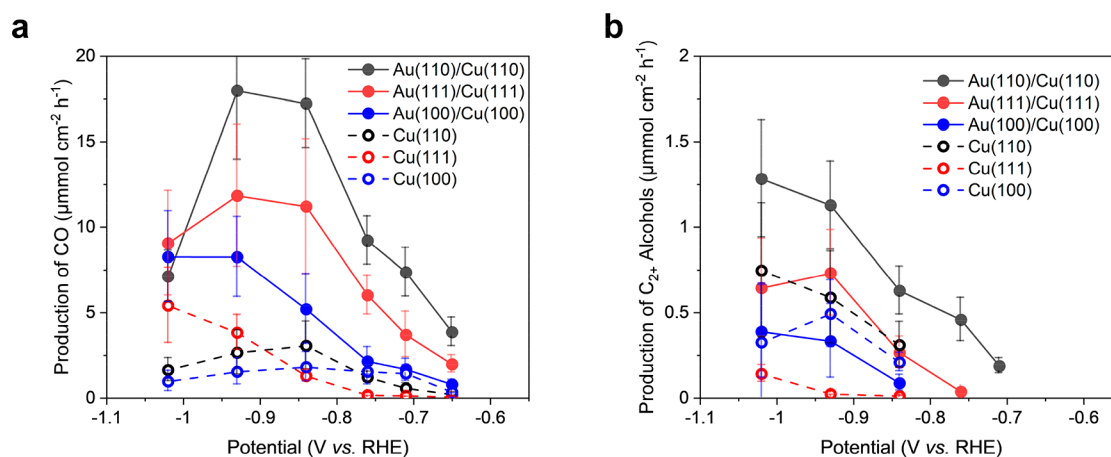 a
Production of CO (µmmol cm⁻² h⁻¹)
20
15
10
5
0
Au(110)/Cu(110)
Au(111)/Cu(111)
Au(100)/Cu(100)
Cu(110)
Cu(111)
Cu(100)
-1.1 -1 -0.9 -0.8 -0.7 -0.6
Potential (V vs. RHE)
b
Production of C₂₊ Alcohols (µmmol cm⁻² h⁻¹)
2
1.5
1
0.5
0
Au(110)/Cu(110)
Au(111)/Cu(111)
Au(100)/Cu(100)
Cu(110)
Cu(111)
Cu(100)
-1.1 -1 -0.9 -0.8 -0.7 -0.6
Potential (V vs. RHE)